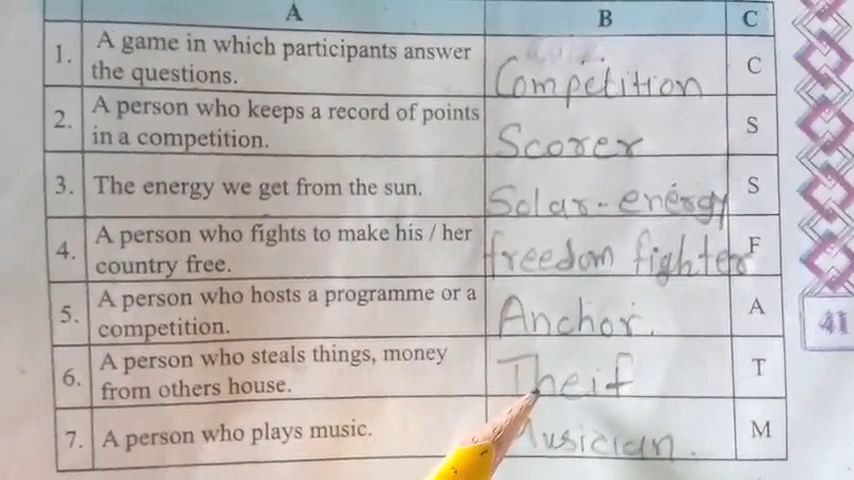 A B C
1. A game in which participants answer
the questions. Compétition C
2. A person who keeps a record of points
in a competition. Scorer S
3. The energy we get from the sun. Solar-energy S
4. A person who fights to make his / her
country free. freedom fighter F
5. A person who hosts a programme or a
competition. Anchor. A
6. A person who steals things, money
from others house. Theif T
7. A person who plays music. Musician. M
41